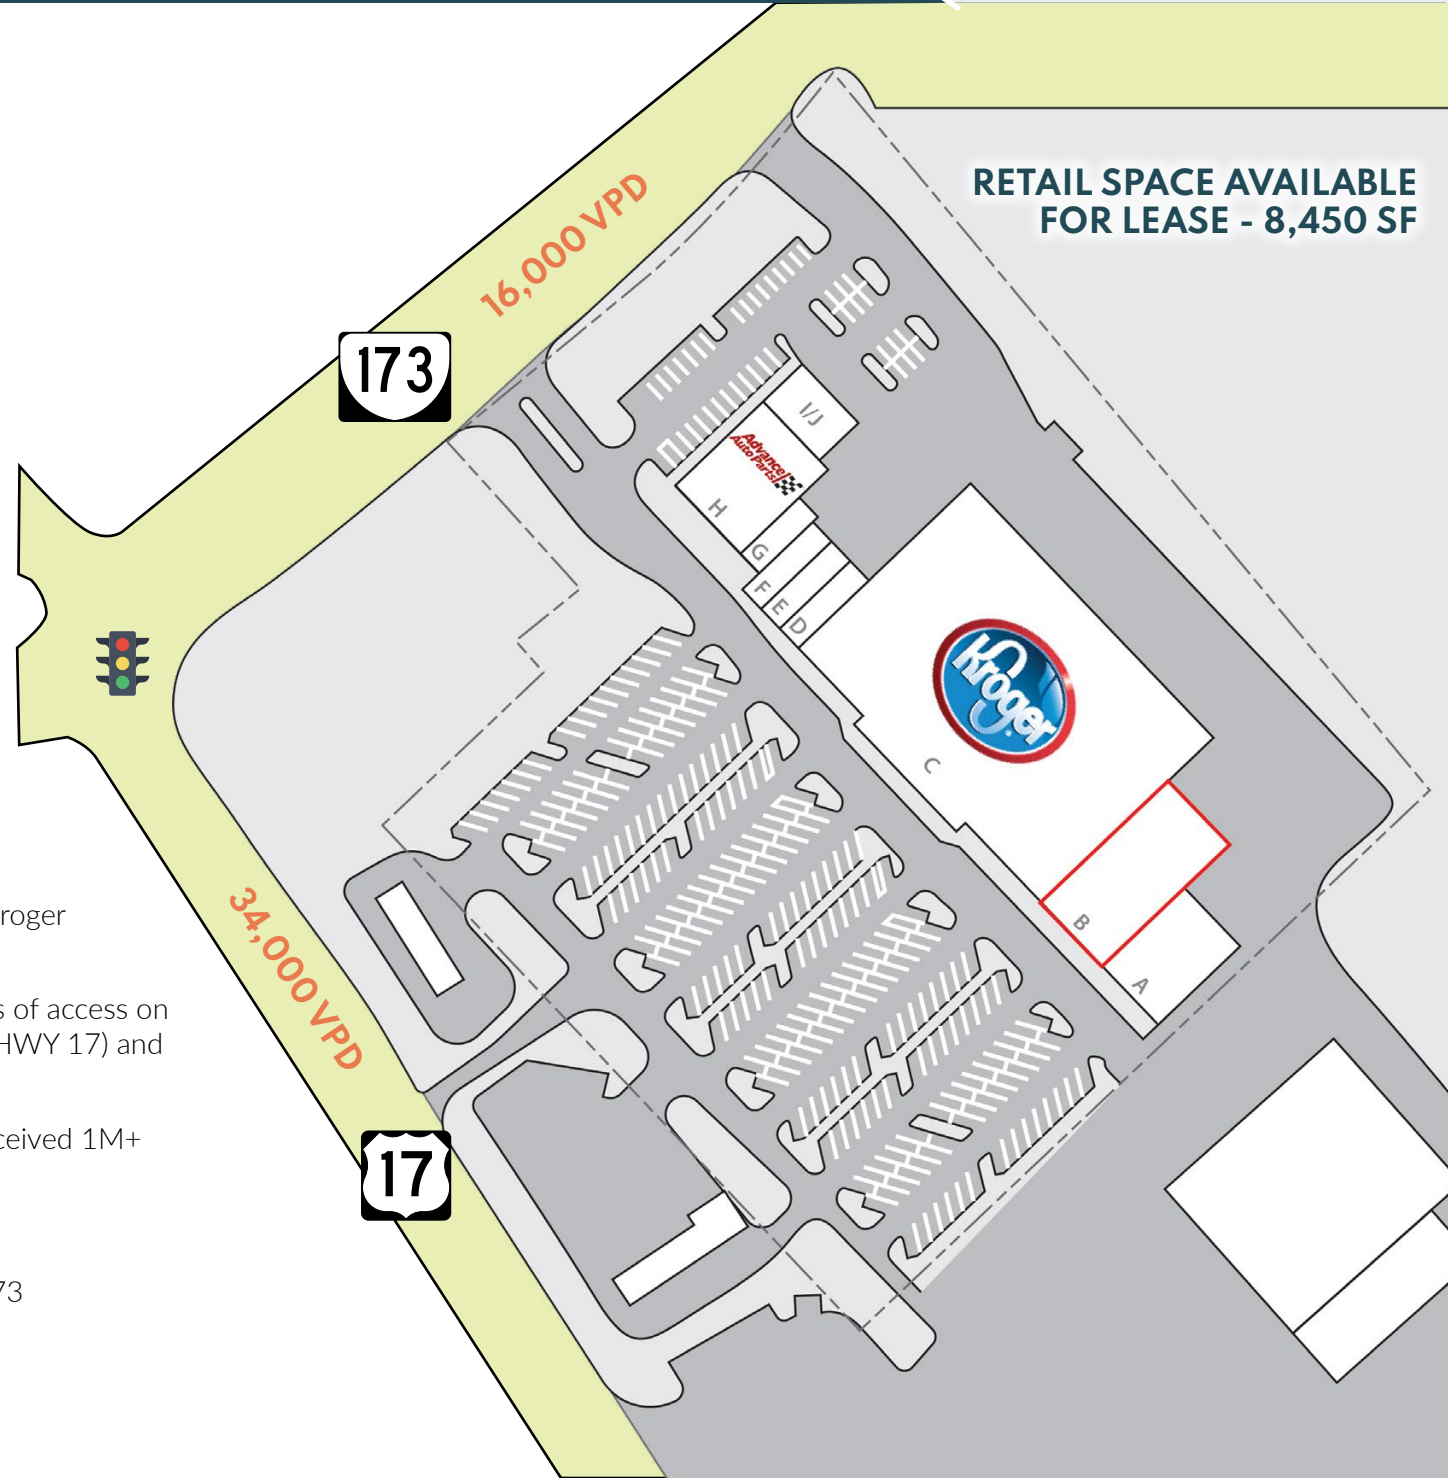 RETAIL SPACE AVAILABLE
FOR LEASE - 8,450 SF
16,000 VPD
173
I/J
Advance
Auto Parts
H
G
F
E
D
Kroger
C
B
A
34,000 VPD
17
roger
of access on
HWY 17) and
1M+
73